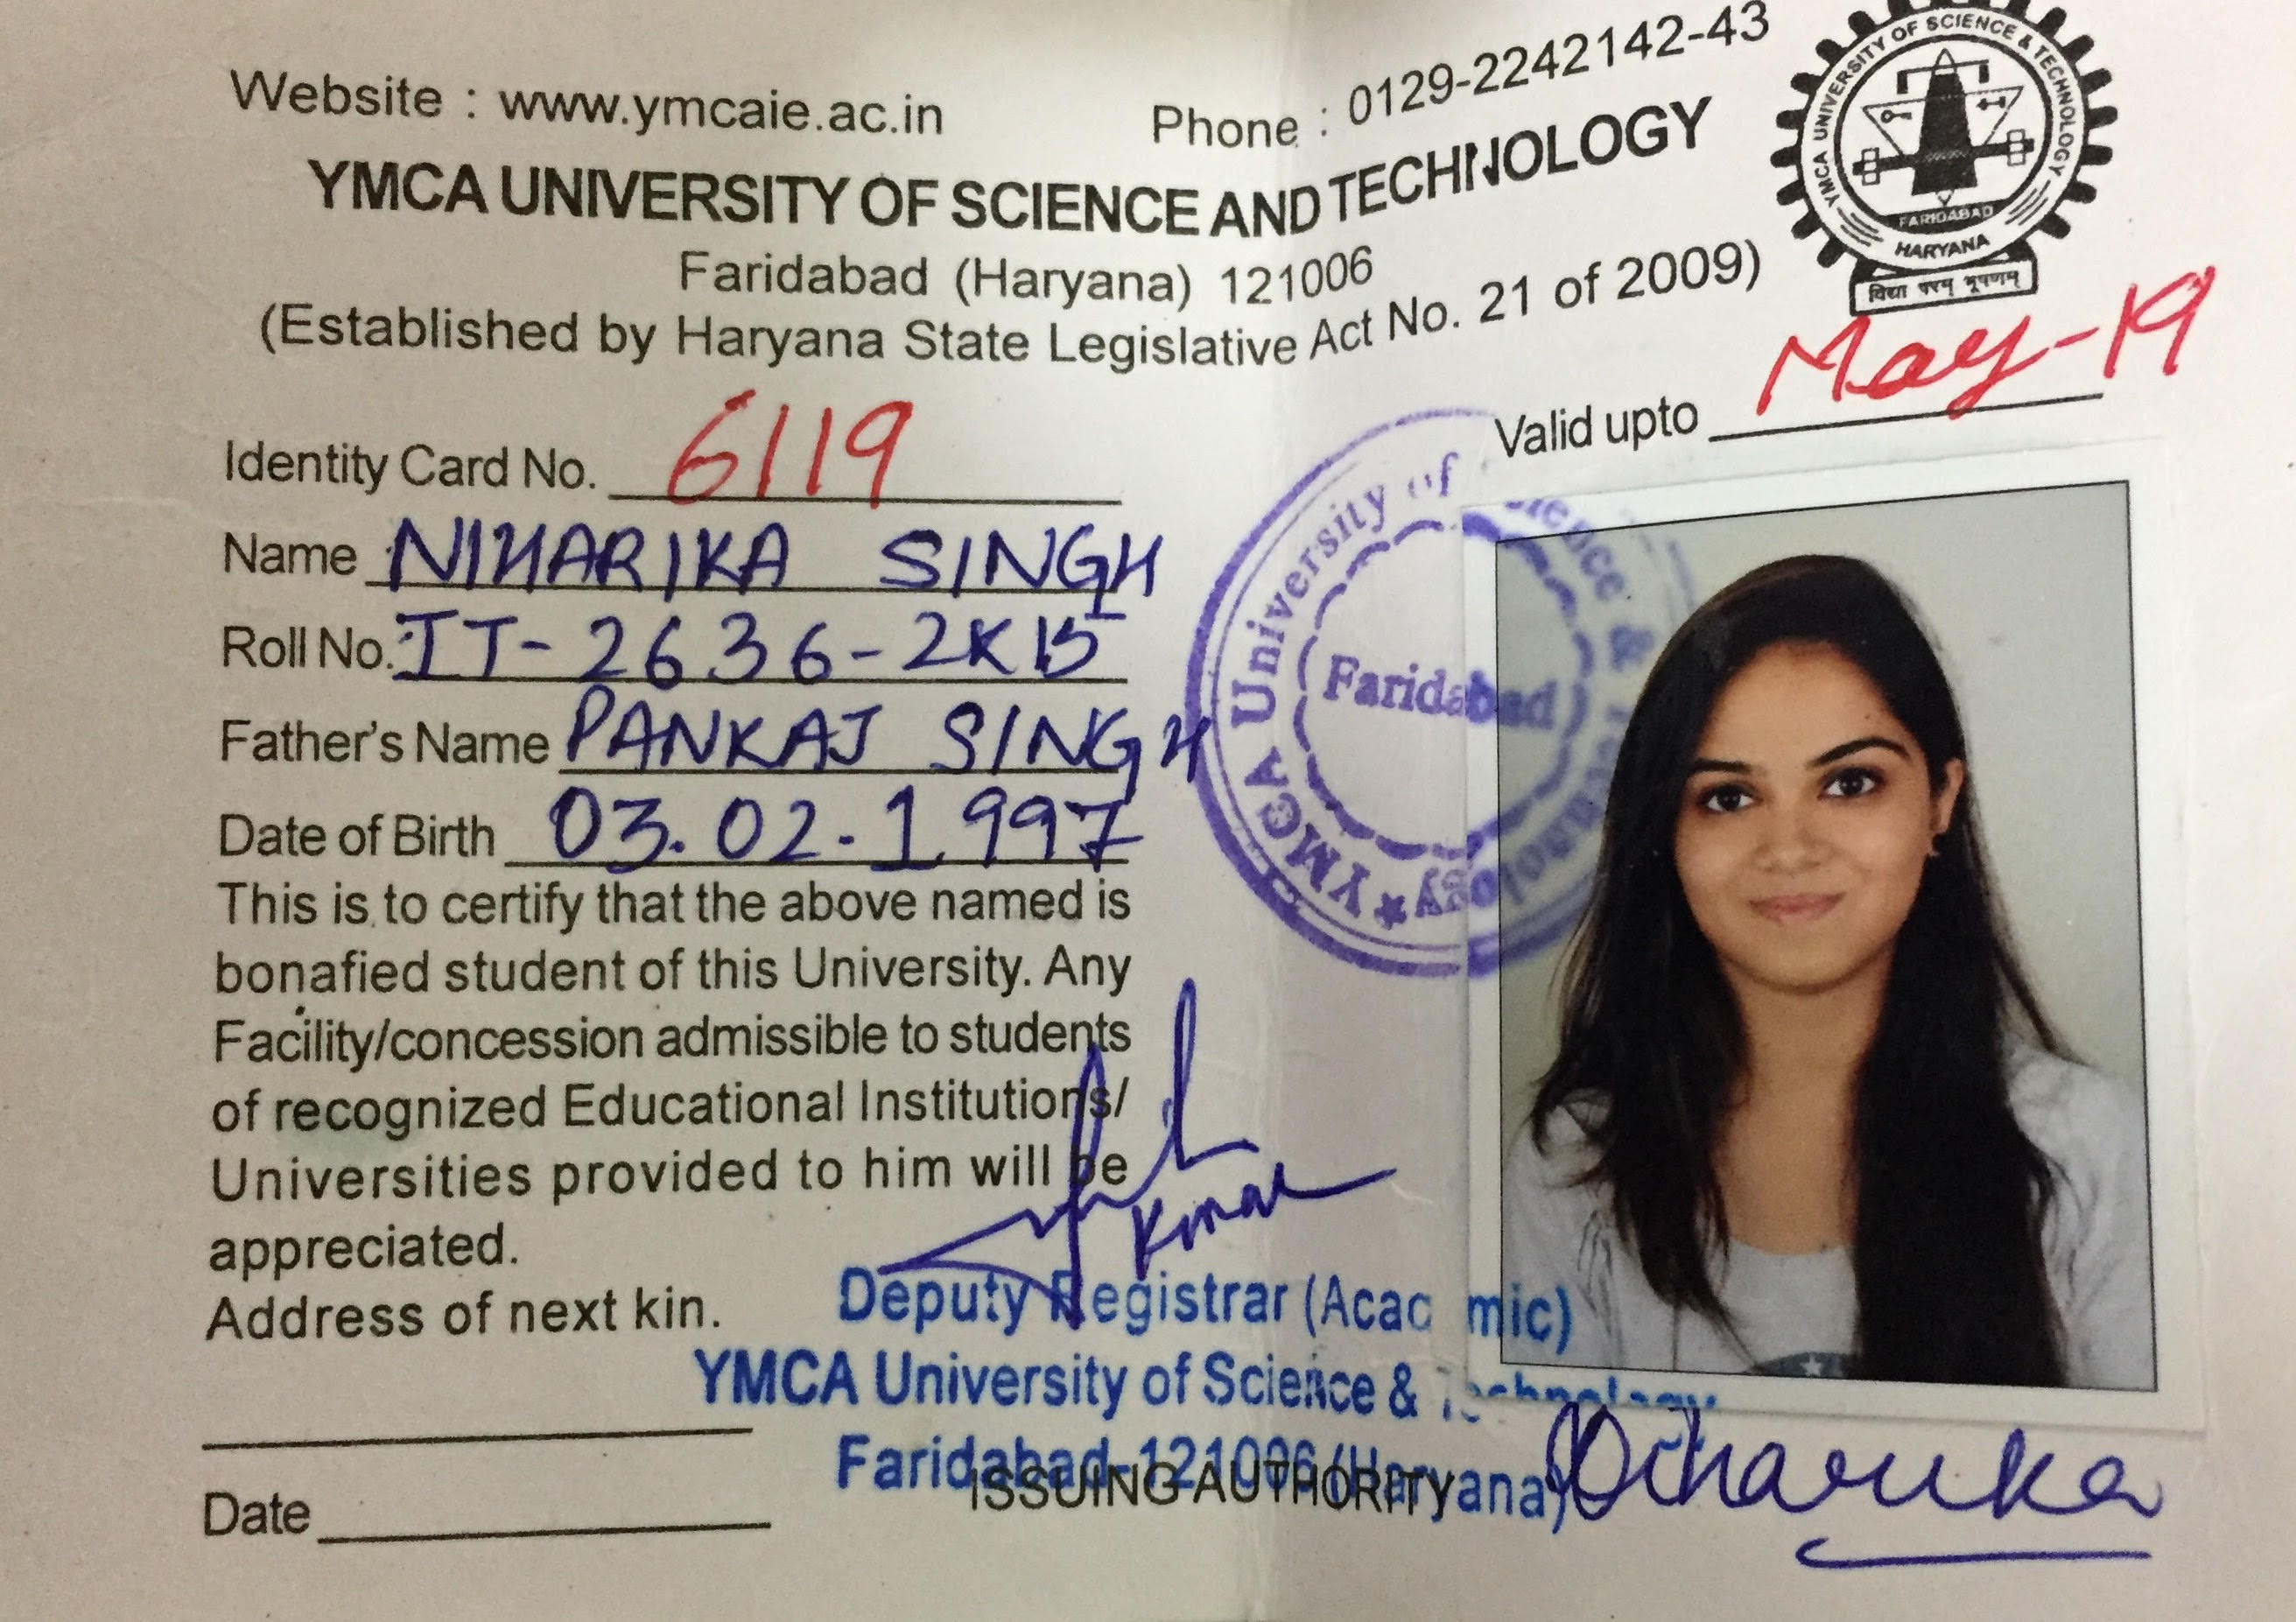 Website : www.ymcaie.ac.in Phone : 0129-2242142-43
YMCA UNIVERSITY OF SCIENCE AND TECHNOLOGY
Faridabad (Haryana) 121006
(Established by Haryana State Legislative Act No. 21 of 2009)
YMCA UNIVERSITY OF SCIENCE & TECHNOLOGY
FARIDABAD
HARYANA
विद्या परम् भूषणम्
Valid upto May-19
Identity Card No. 6119
Name NIHARIKA SINGH
Roll No. IT-2636-2K15
Father's Name PANKAJ SINGH
Date of Birth 03.02.1997
This is to certify that the above named is
bonafied student of this University. Any
Facility/concession admissible to students
of recognized Educational Institutions/
Universities provided to him will be
appreciated.
Address of next kin.
Date
YMCA University of Science & Technology
Faridabad
Kumar
Deputy Registrar (Academic)
YMCA University of Science & Technology
Faridabad-121006 (Haryana)
ISSUING AUTHORITY
Niharika